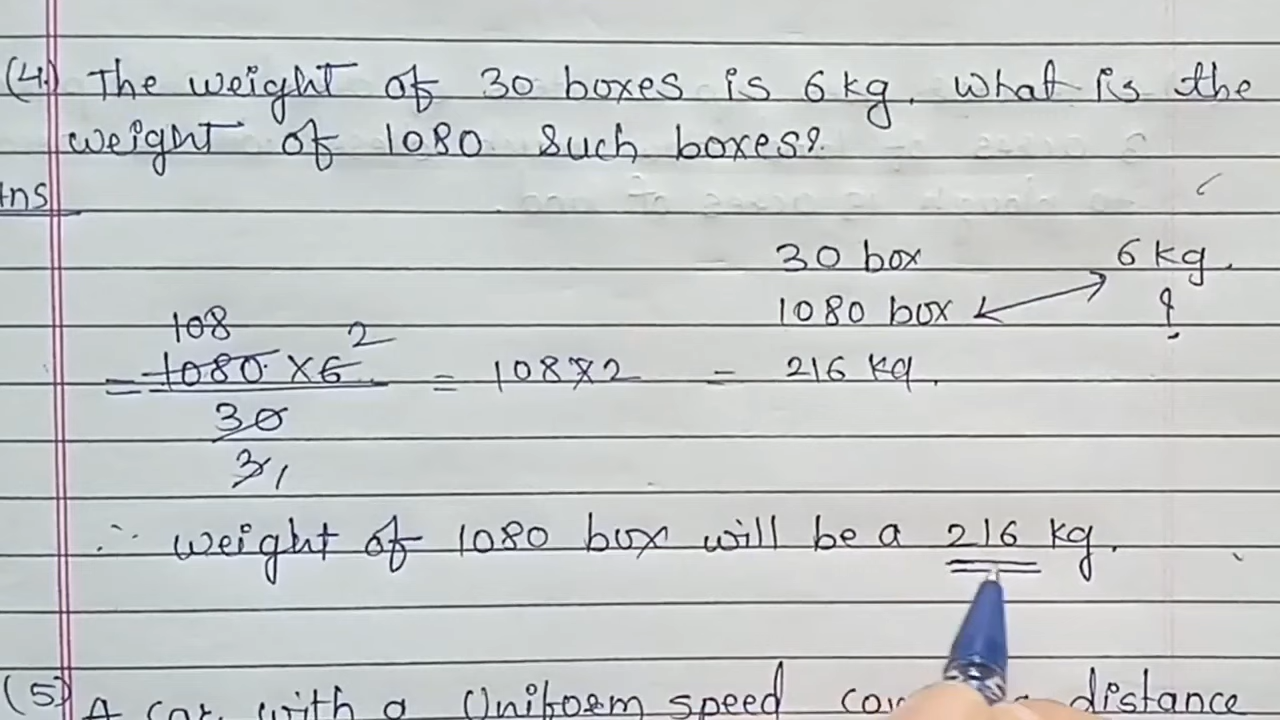 (4.) The weight of 30 boxes is 6 kg. What is the
weight of 1080 such boxes?
Ans
30 box 6 kg.
1080 box ?
108 2
= 1080 × 6 = 108 × 2 = 216 kg.
30
3 1
∴ weight of 1080 box will be a 216 kg.
(5) A car with a Uniform speed distance